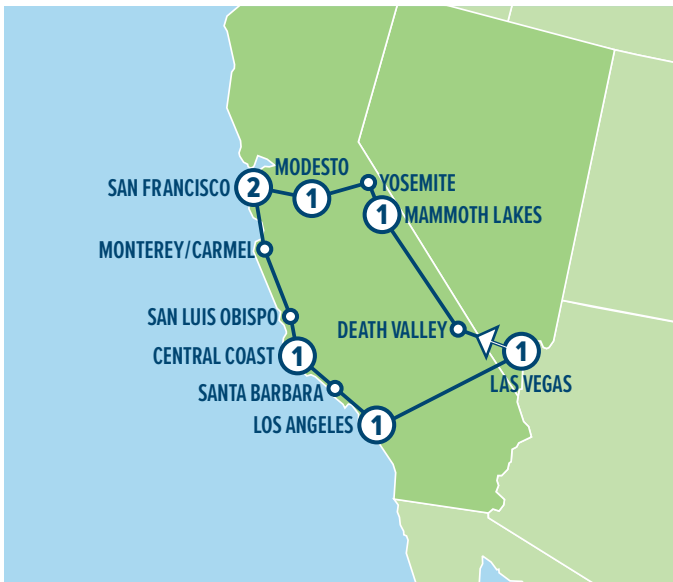 MODESTO
1
YOSEMITE
SAN FRANCISCO
2
1
MAMMOTH LAKES
MONTEREY/CARMEL
SAN LUIS OBISPO
DEATH VALLEY
CENTRAL COAST
1
1
LAS VEGAS
SANTA BARBARA
LOS ANGELES
1